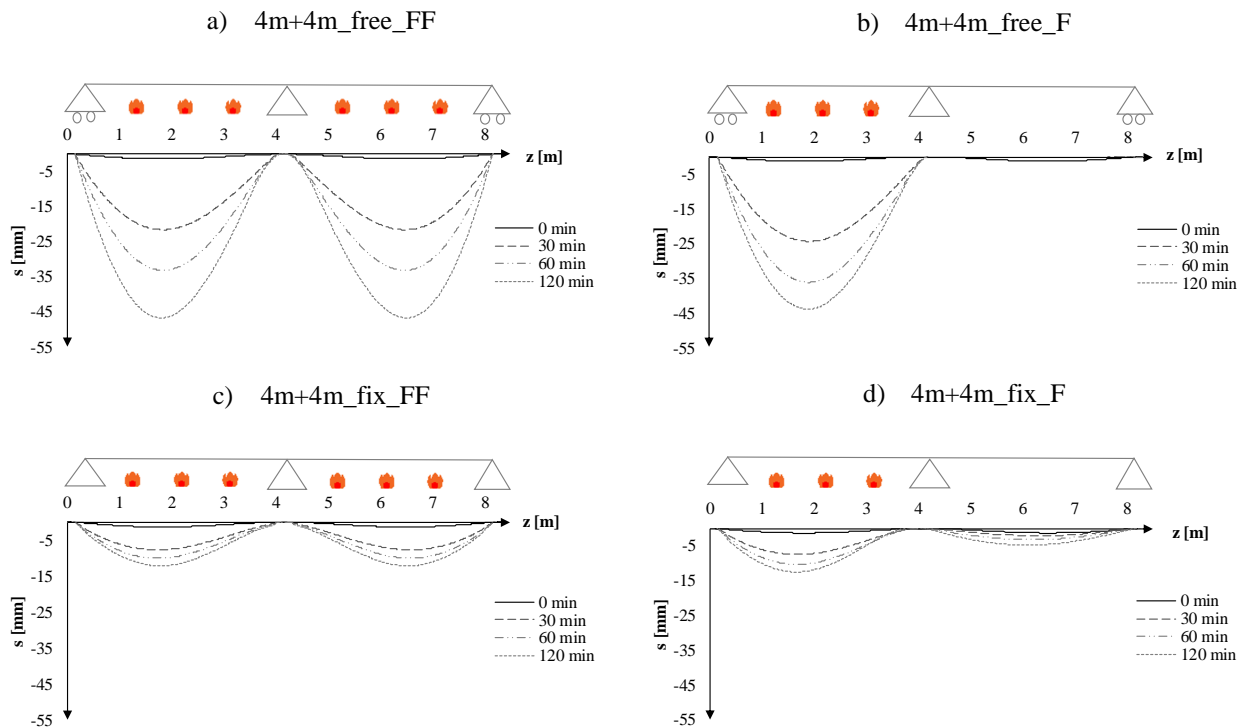 a) 4m+4m_free_FF
0 1 2 3 4 5 6 7 8
z [m]
-5
-15
-25
-35
-45
-55
s [mm]
0 min
30 min
60 min
120 min
b) 4m+4m_free_F
0 1 2 3 4 5 6 7 8
z [m]
-5
-15
-25
-35
-45
-55
s [mm]
0 min
30 min
60 min
120 min
c) 4m+4m_fix_FF
0 1 2 3 4 5 6 7 8
z [m]
-5
-15
-25
-35
-45
-55
s [mm]
0 min
30 min
60 min
120 min
d) 4m+4m_fix_F
0 1 2 3 4 5 6 7 8
z [m]
-5
-15
-25
-35
-45
-55
s [mm]
0 min
30 min
60 min
120 min